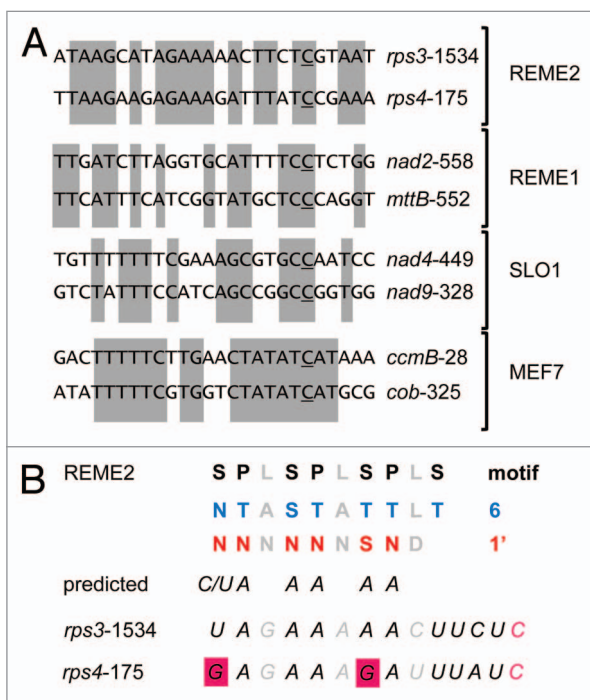 A
ATAAGCATAGAAAAACTTCTCGTAAT rps3-1534
TTAAGAAGAGAAAGATTTATCCGAAA rps4-175
REME2
TTGATCTTAGGTGCATTTTCCTCTGG nad2-558
TTCATTTCATCGGTATGCTCCCAGGT mttB-552
REME1
TGTTTTTTTCGAAAGCGTGCCAATCC nad4-449
GTCTATTTCCATCAGCCGGCCGGTGG nad9-328
SLO1
GACTTTTTCTTGAACTATATCATAAA ccmB-28
ATATTTTTCGTGGTCTATATCATGCG cob-325
MEF7
B
REME2 S P L S P L S P L S motif
N T A S T A T T L T 6
N N N N N N S N D 1'
predicted C/U A A A A A
rps3-1534 U A G A A A A A C U U C U C
rps4-175 G A G A A A G A U U U A U C